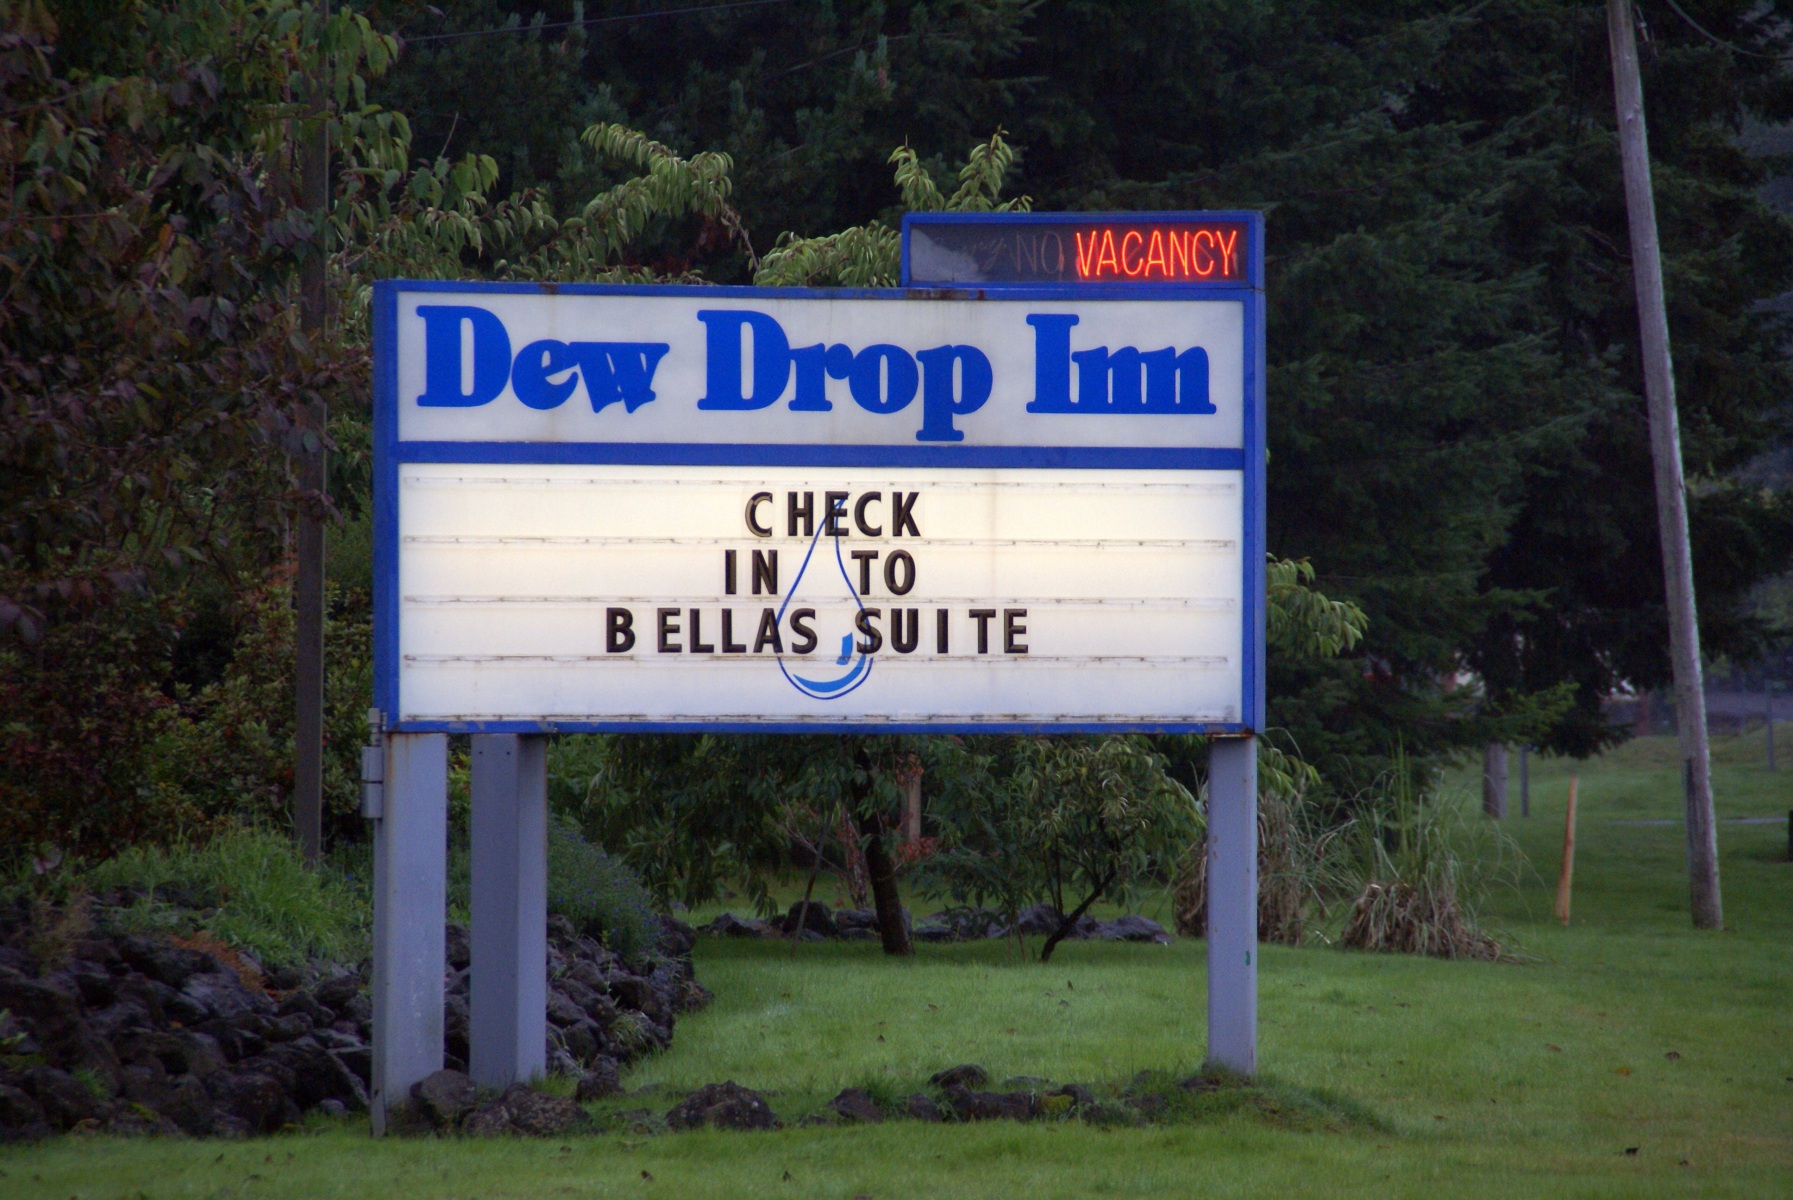 NO VACANCY
Dew Drop Inn
CHECK
IN TO
BELLAS SUITE